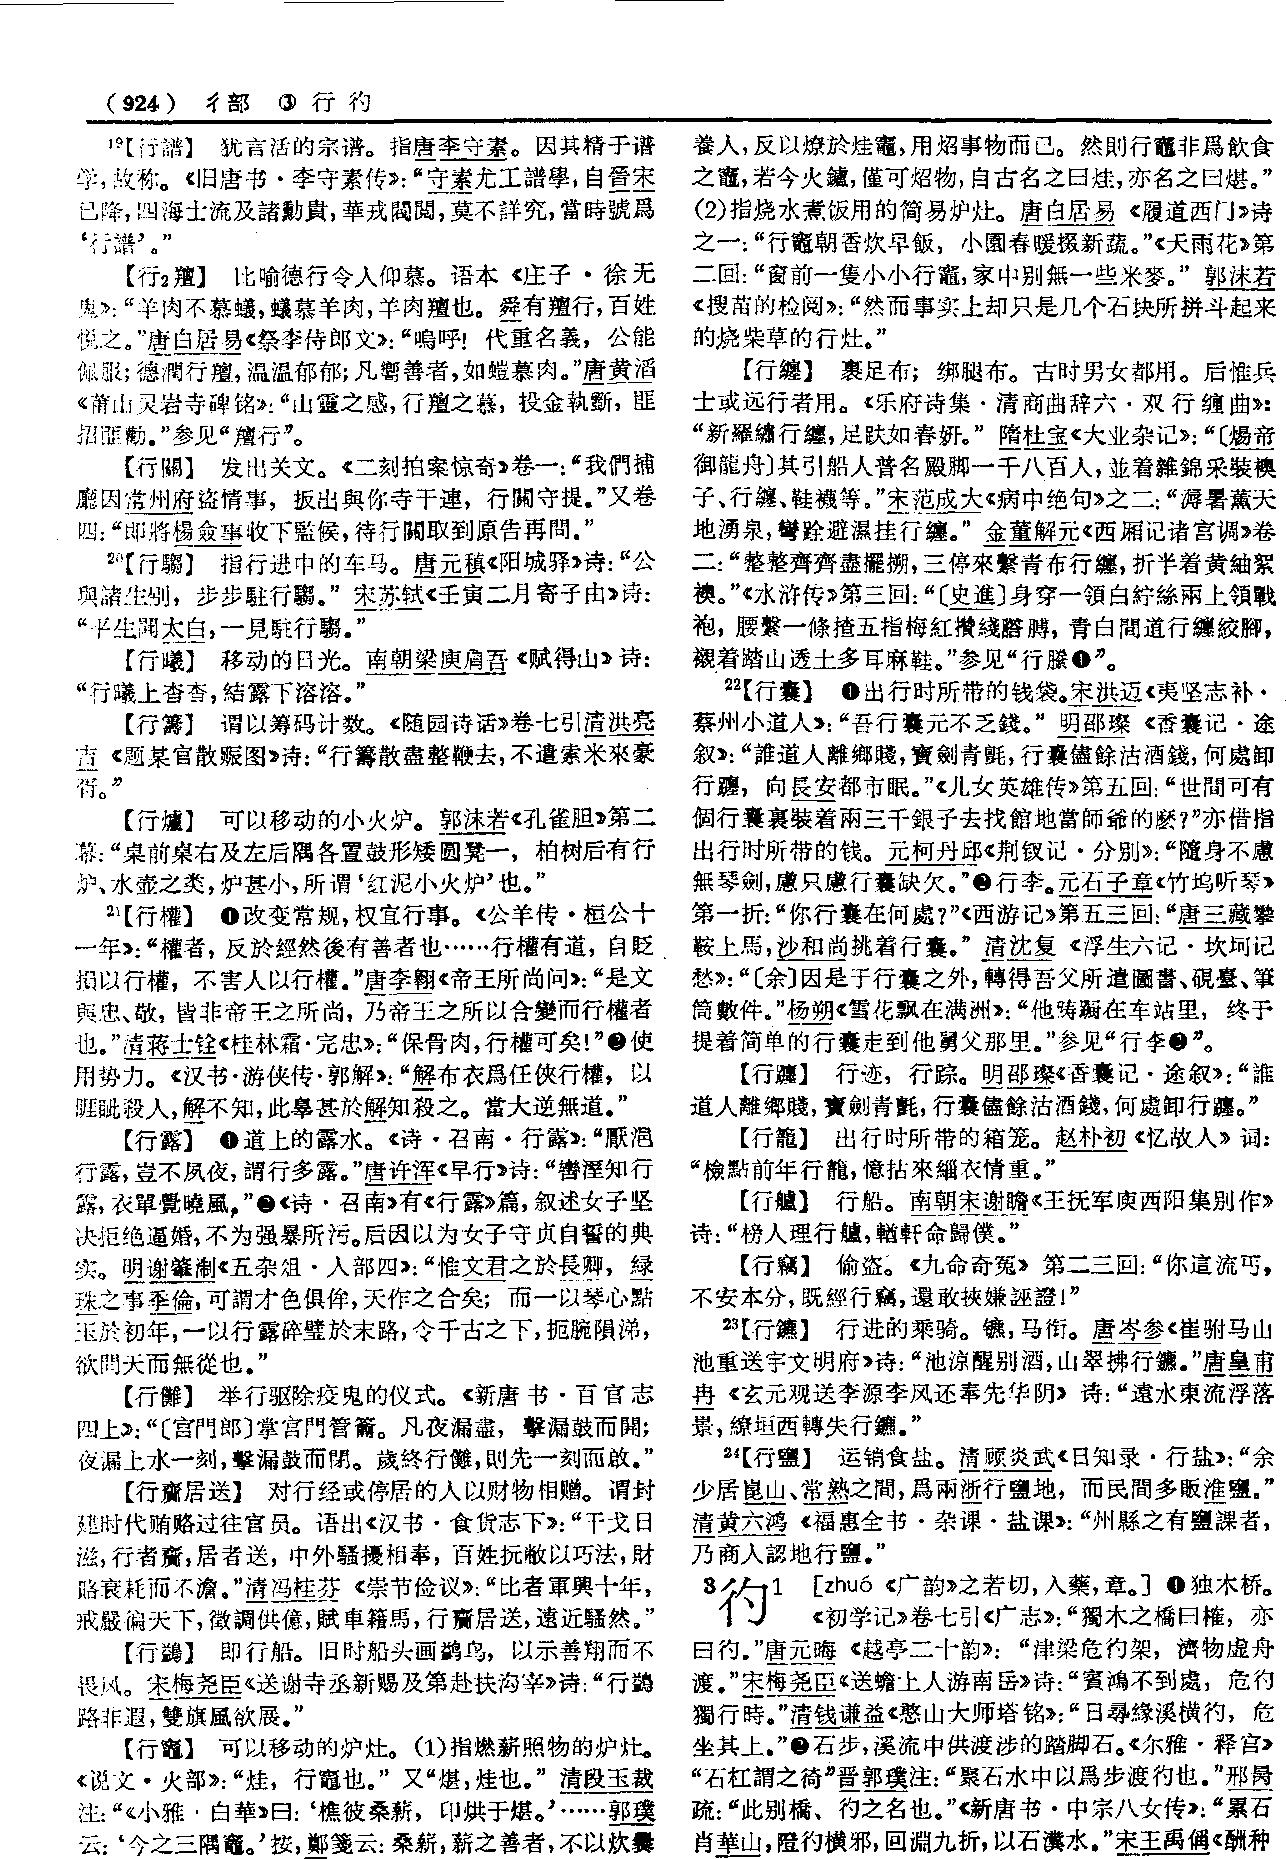 （924） 彳部 ③ 行 彴
¹⁹【行譜】 犹言活的宗谱。指唐李守素。因其精于谱
学，故称。《旧唐书·李守素传》：“守素尤工譜學，自晉宋
已降，四海士流及諸勳貴，華戎閥閲，莫不詳究，當時號爲
‘行譜’。”
【行₂羶】 比喻德行令人仰慕。语本《庄子·徐无
鬼》：“羊肉不慕蟻，蟻慕羊肉，羊肉羶也。舜有羶行，百姓
悦之。”唐白居易《祭李侍郎文》：“嗚呼！代重名義，公能
佩服；德潤行羶，温温郁郁；凡嚮善者，如螘慕肉。”唐黄滔
《莆山灵岩寺碑铭》：“山靈之感，行羶之慕，投金執斲，匪
招匪勸。”参见“羶行”。
【行關】 发出关文。《二刻拍案惊奇》卷一：“我們捕
廳因常州府盜情事，扳出與你寺干連，行關守提。”又卷
四：“即將楊僉事收下監候，待行關取到原告再問。”
²⁰【行騶】 指行进中的车马。唐元稹《阳城驿》诗：“公
與諸生别，步步駐行騶。”宋苏轼《壬寅二月寄子由》诗：
“平生聞太白，一見駐行騶。”
【行曦】 移动的日光。南朝梁庾肩吾《赋得山》诗：
“行曦上杳杳，結露下溶溶。”
【行籌】 谓以筹码计数。《随园诗话》卷七引清洪亮
吉《题某官散赈图》诗：“行籌散盡整鞭去，不遣索米來豪
胥。”
【行爐】 可以移动的小火炉。郭沫若《孔雀胆》第二
幕：“桌前桌右及左后隅各置鼓形矮圆凳一，柏树后有行
炉、水壶之类，炉甚小，所谓‘红泥小火炉’也。”
²¹【行權】 ❶改变常规，权宜行事。《公羊传·桓公十
一年》：“權者，反於經然後有善者也……行權有道，自貶
損以行權，不害人以行權。”唐李翱《帝王所尚问》：“是文
與忠、敬，皆非帝王之所尚，乃帝王之所以合變而行權者
也。”清蒋士铨《桂林霜·完忠》：“保骨肉，行權可矣！”❷使
用势力。《汉书·游侠传·郭解》：“解布衣爲任俠行權，以
睚眦殺人，解不知，此辠甚於解知殺之。當大逆無道。”
【行露】 ❶道上的露水。《诗·召南·行露》：“厭浥
行露，豈不夙夜，謂行多露。”唐许浑《早行》诗：“轡溼知行
露，衣單覺曉風。”❷《诗·召南》有《行露》篇，叙述女子坚
决拒绝逼婚，不为强暴所污。后因以为女子守贞自誓的典
实。明谢肇淛《五杂俎·人部四》：“惟文君之於長卿，緑
珠之事季倫，可謂才色俱侔，天作之合矣；而一以琴心點
玉於初年，一以行露碎璧於末路，令千古之下，扼腕隕涕，
欲問天而無從也。”
【行儺】 举行驱除疫鬼的仪式。《新唐书·百官志
四上》：“〔宫門郎〕掌宫門管籥。凡夜漏盡，擊漏鼓而開；
夜漏上水一刻，擊漏鼓而閉。歲終行儺，則先一刻而啟。”
【行齎居送】 对行经或停居的人以财物相赠。谓封
建时代贿赂过往官员。语出《汉书·食货志下》：“干戈日
滋，行者齎，居者送，中外騷擾相奉，百姓抏敝以巧法，財
賂衰耗而不澹。”清冯桂芬《崇节俭议》：“比者軍興十年，
戒嚴徧天下，徵調供億，賦車籍馬，行齎居送，遠近騷然。”
【行鷁】 即行船。旧时船头画鹢鸟，以示善翔而不
畏风。宋梅尧臣《送谢寺丞新赐及第赴扶沟宰》诗：“行鷁
路非遐，雙旗風欲展。”
【行竈】 可以移动的炉灶。(1)指燃薪照物的炉灶。
《说文·火部》：“烓，行竈也。”又“煁，烓也。”清段玉裁
注：“《小雅·白華》曰：‘樵彼桑薪，卬烘于煁。’……郭璞
云：‘今之三隅竈。’按，鄭箋云：桑薪，薪之善者，不以炊爨
養人，反以燎於烓竈，用炤事物而已。然則行竈非爲飲食
之竈，若今火鑪，僅可炤物，自古名之曰烓，亦名之曰煁。”
(2)指烧水煮饭用的简易炉灶。唐白居易《履道西门》诗
之一：“行竈朝香炊早飯，小園春暖掇新蔬。”《天雨花》第
二回：“窗前一隻小小行竈，家中别無一些米麥。”郭沫若
《搜苗的检阅》：“然而事实上却只是几个石块所拼斗起来
的烧柴草的行灶。”
【行纏】 裹足布；绑腿布。古时男女都用。后惟兵
士或远行者用。《乐府诗集·清商曲辞六·双行缠曲》：
“新羅繡行纏，足趺如春妍。”隋杜宝《大业杂记》：“〔煬帝
御龍舟〕其引船人普名殿脚一千八百人，並着雜錦采裝襖
子、行纏、鞋襪等。”宋范成大《病中绝句》之二：“溽暑薰天
地湧泉，彎跧避濕挂行纏。”金董解元《西厢记诸宫调》卷
二：“整整齊齊盡擺搠，三停來繫青布行纏，折半着黄紬絮
襖。”《水浒传》第三回：“〔史進〕身穿一領白紵絲兩上領戰
袍，腰繫一條揸五指梅紅攢綫搭膊，青白間道行纏絞脚，
襯着踏山透土多耳麻鞋。”参见“行縢❶”。
²²【行囊】 ❶出行时所带的钱袋。宋洪迈《夷坚志补·
蔡州小道人》：“吾行囊元不乏錢。”明邵璨《香囊记·途
叙》：“誰道人離鄉賤，寶劍青氈，行囊儘餘沽酒錢，何處卸
行躔，向長安都市眠。”《儿女英雄传》第五回：“世間可有
個行囊裏裝着兩三千銀子去找館地當師爺的麽？”亦借指
出行时所带的钱。元柯丹邱《荆钗记·分别》：“隨身不慮
無琴劍，慮只慮行囊缺欠。”❷行李。元石子章《竹坞听琴》
第一折：“你行囊在何處？”《西游记》第五三回：“唐三藏攀
鞍上馬，沙和尚挑着行囊。”清沈复《浮生六记·坎坷记
愁》：“〔余〕因是于行囊之外，轉得吾父所遺圖書、硯臺、筆
筒數件。”杨朔《雪花飘在满洲》：“他踌蹰在车站里，终于
提着简单的行囊走到他舅父那里。”参见“行李❷”。
【行躔】 行迹，行踪。明邵璨《香囊记·途叙》：“誰
道人離鄉賤，寶劍青氈，行囊儘餘沽酒錢，何處卸行躔。”
【行籠】 出行时所带的箱笼。赵朴初《忆故人》词：
“檢點前年行籠，憶拈來緇衣情重。”
【行艫】 行船。南朝宋谢瞻《王抚军庾西阳集别作》
诗：“榜人理行艫，輶軒命歸僕。”
【行竊】 偷盗。《九命奇冤》第二三回：“你這流丐，
不安本分，既經行竊，還敢挾嫌誣證！”
²³【行鑣】 行进的乘骑。镳，马衔。唐岑参《崔驸马山
池重送宇文明府》诗：“池涼醒别酒，山翠拂行鑣。”唐皇甫
冉《玄元观送李源李风还奉先华阴》诗：“遠水東流浮落
景，繚垣西轉失行鑣。”
²⁴【行鹽】 运销食盐。清顾炎武《日知录·行盐》：“余
少居崑山、常熟之間，爲兩浙行鹽地，而民間多販淮鹽。”
清黄六鸿《福惠全书·杂课·盐课》：“州縣之有鹽課者，
乃商人認地行鹽。”
3彴1 [zhuó《广韵》之若切，入藥，章。] ❶独木桥。
《初学记》卷七引《广志》：“獨木之橋曰榷，亦
曰彴。”唐元晦《越亭二十韵》：“津梁危彴架，濟物虚舟
渡。”宋梅尧臣《送蟾上人游南岳》诗：“賓鴻不到處，危彴
獨行時。”清钱谦益《憨山大师塔铭》：“日尋緣溪横彴，危
坐其上。”❷石步，溪流中供渡涉的踏脚石。《尔雅·释宫》
“石杠謂之徛”晋郭璞注：“聚石水中以爲步渡彴也。”邢昺
疏：“此别橋、彴之名也。”《新唐书·中宗八女传》：“累石
肖華山，隥彴横邪，回淵九折，以石瀵水。”宋王禹偁《酬种